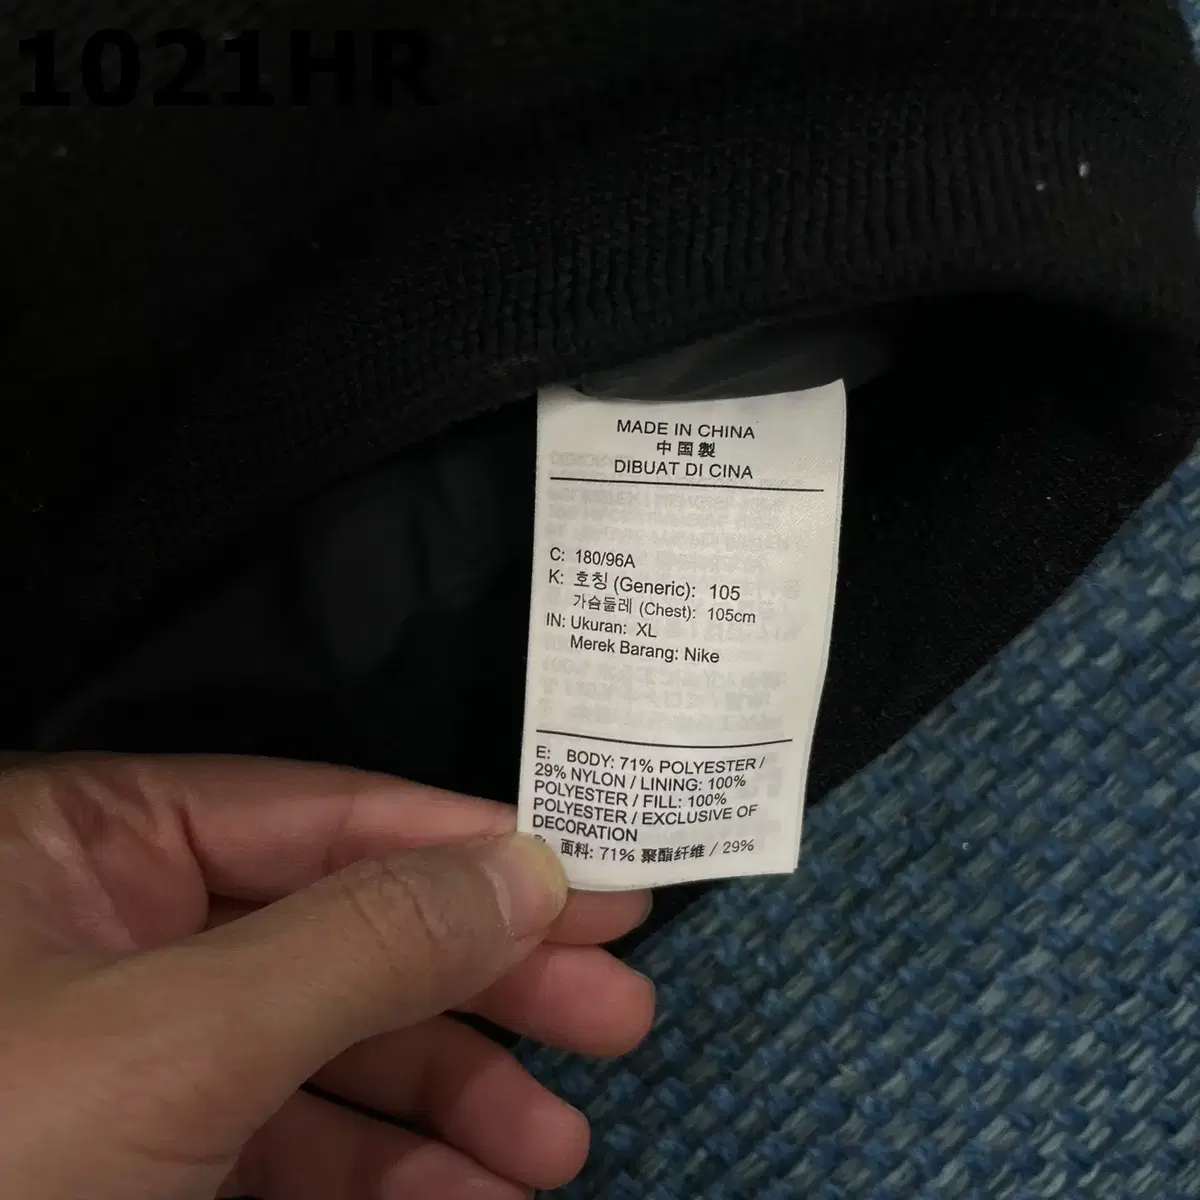 1021HR
MADE IN CHINA
中国製
DIBUAT DI CINA
C: 180/96A
K: 호칭 (Generic): 105
가슴둘레 (Chest): 105cm
IN: Ukuran: XL
Merek Barang: Nike
E: BODY: 71% POLYESTER /
29% NYLON / LINING: 100%
POLYESTER / FILL: 100%
POLYESTER / EXCLUSIVE OF
DECORATION
面料: 71% 聚酯纤维 / 29%